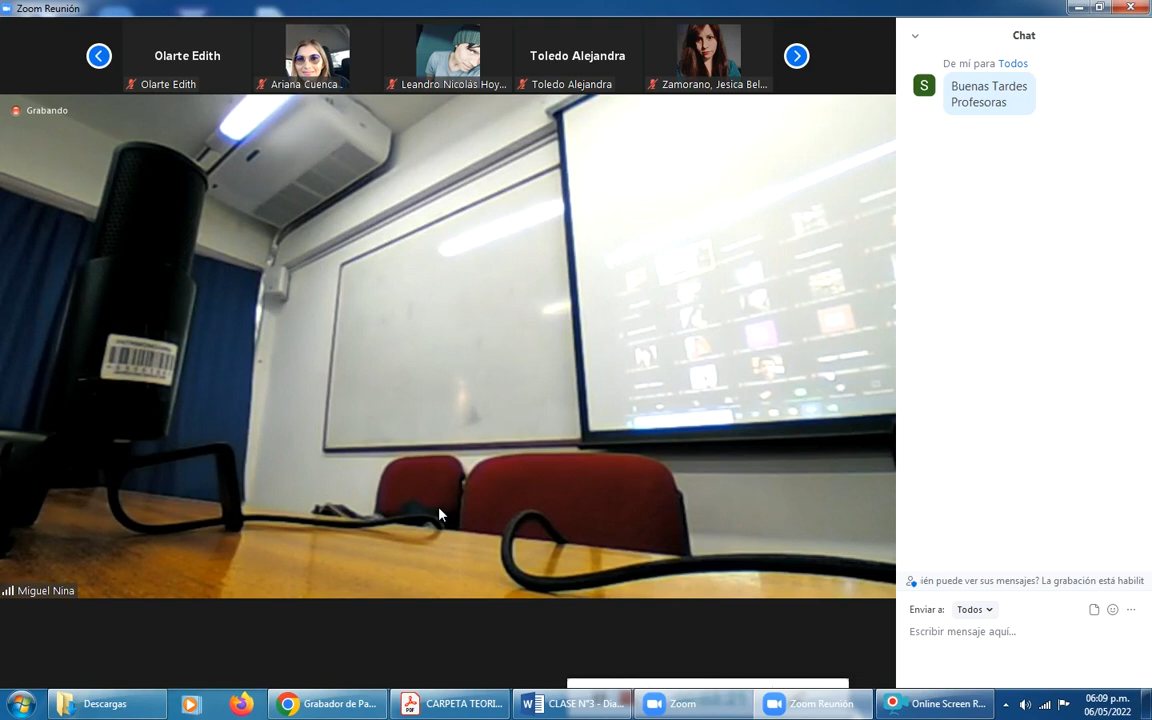 Zoom Reunión
Olarte Edith
Toledo Alejandra
Olarte Edith
Ariana Cuenca
Leandro Nicolas Hoy...
Toledo Alejandra
Zamorano, Jesica Bel...
Grabando
Miguel Nina
Chat
De mí para Todos
S
Buenas Tardes
Profesoras
ién puede ver sus mensajes? La grabación está habilit
Enviar a: Todos
Escribir mensaje aquí...
Descargas
Grabador de Pa...
CARPETA TEORI...
CLASE N°3 - Dia...
Zoom
Zoom Reunión
Online Screen R...
06:09 p.m.
06/05/2022